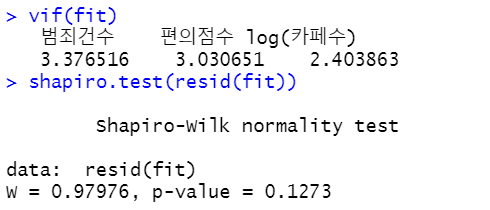 > vif(fit)
범죄건수 편의점수 log(카페수)
3.376516 3.030651 2.403863
> shapiro.test(resid(fit))
Shapiro-Wilk normality test
data: resid(fit)
W = 0.97976, p-value = 0.1273